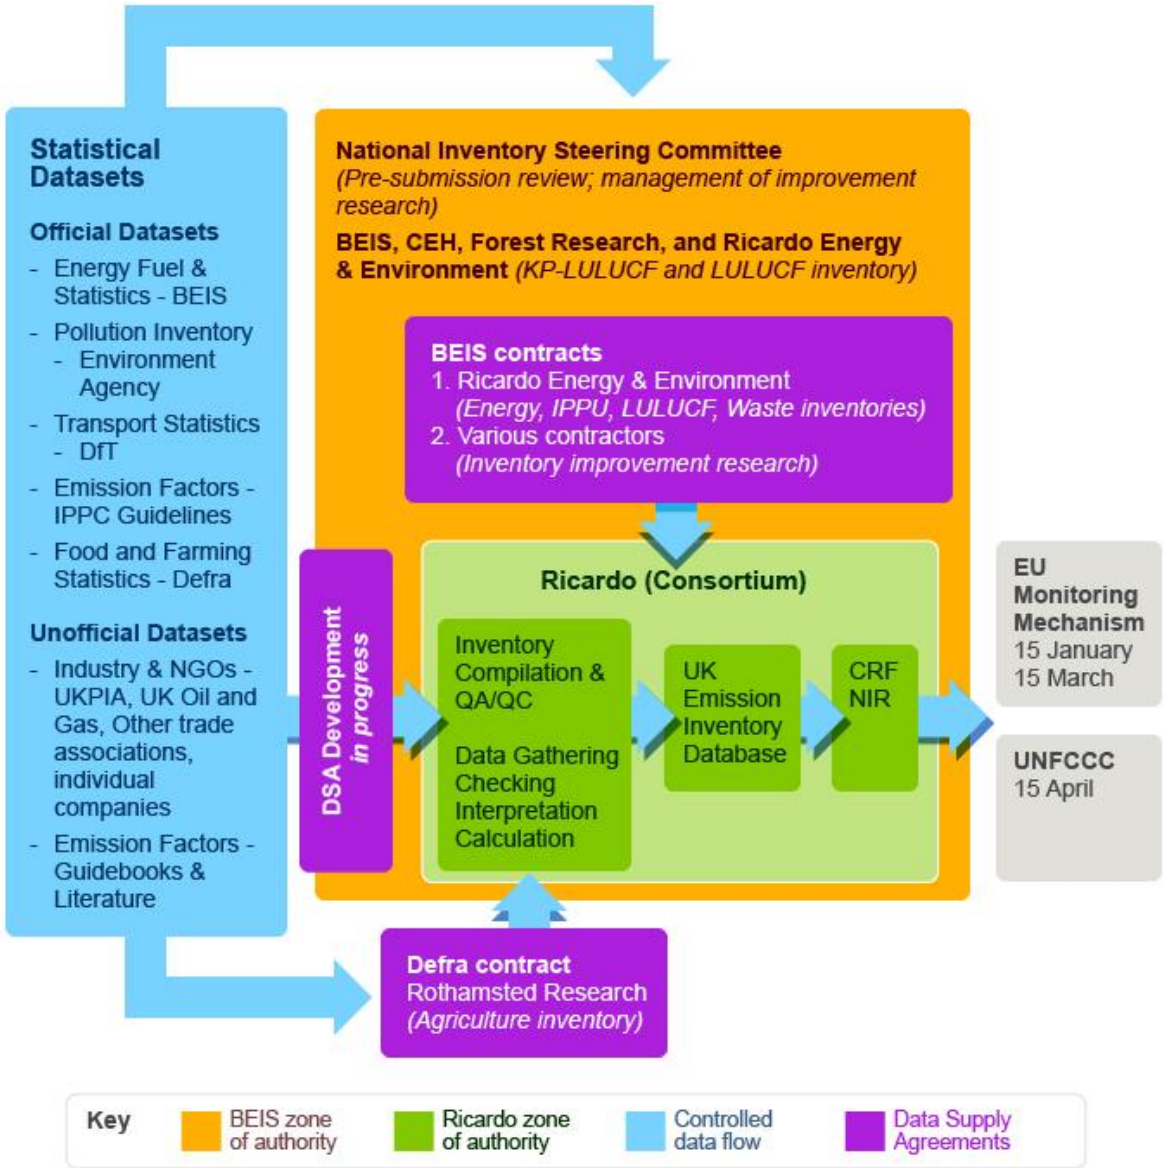 Statistical
Datasets
Official Datasets
- Energy Fuel &
Statistics - BEIS
- Pollution Inventory
- Environment
Agency
- Transport Statistics
- DfT
- Emission Factors -
IPPC Guidelines
- Food and Farming
Statistics - Defra
Unofficial Datasets
- Industry & NGOs -
UKPIA, UK Oil and
Gas, Other trade
associations,
individual
companies
- Emission Factors -
Guidebooks &
Literature
National Inventory Steering Committee
(Pre-submission review; management of improvement
research)
BEIS, CEH, Forest Research, and Ricardo Energy
& Environment (KP-LULUCF and LULUCF inventory)
BEIS contracts
1. Ricardo Energy & Environment
(Energy, IPPU, LULUCF, Waste inventories)
2. Various contractors
(Inventory improvement research)
DSA Development
in progress
Ricardo (Consortium)
Inventory
Compilation &
QA/QC
Data Gathering
Checking
Interpretation
Calculation
UK
Emission
Inventory
Database
CRF
NIR
EU
Monitoring
Mechanism
15 January
15 March
UNFCCC
15 April
Defra contract
Rothamsted Research
(Agriculture inventory)
Key
BEIS zone
of authority
Ricardo zone
of authority
Controlled
data flow
Data Supply
Agreements